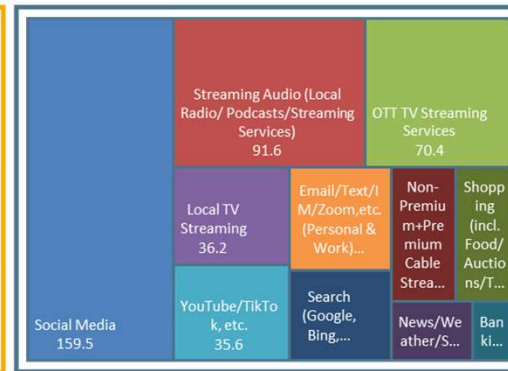 Social Media
159.5
Streaming Audio (Local
Radio/ Podcasts/Streaming
Services)
91.6
OTT TV Streaming
Services
70.4
Local TV
Streaming
36.2
YouTube/TikTo
k, etc.
35.6
Email/Text/I
M/Zoom,etc.
(Personal &
Work)...
Search
(Google,
Bing,...
Non-
Premiu
m+Pre
mium
Cable
Strea...
Shopp
ing
(incl.
Food/
Auctio
ns/T...
News/We
ather/S...
Ban
ki...